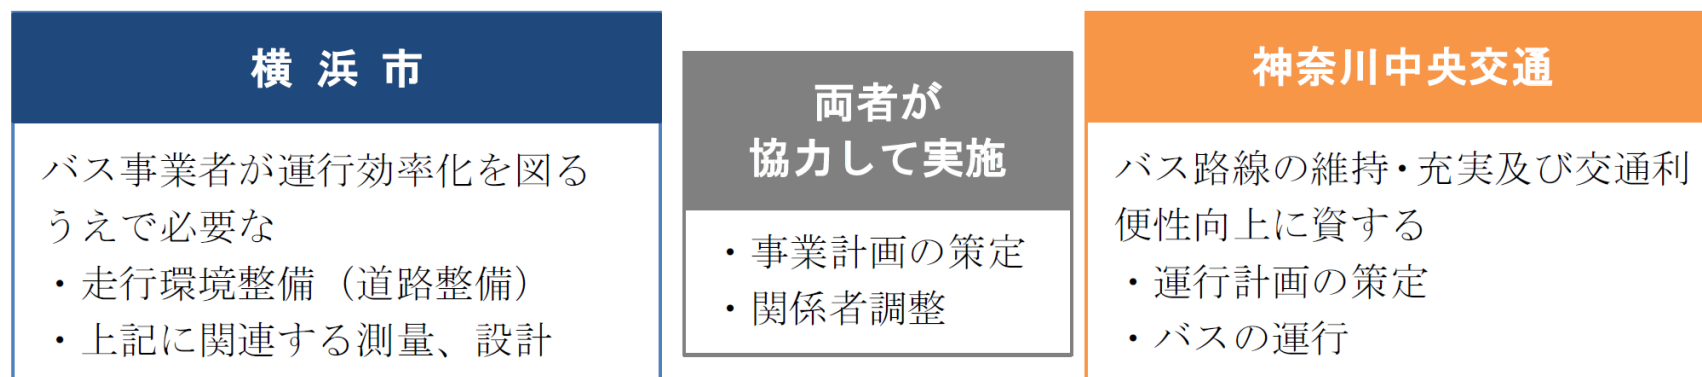 横 浜 市
バス事業者が運行効率化を図る
うえで必要な
・走行環境整備（道路整備）
・上記に関連する測量、設計
両者が
協力して実施
・事業計画の策定
・関係者調整
神奈川中央交通
バス路線の維持・充実及び交通利
便性向上に資する
・運行計画の策定
・バスの運行